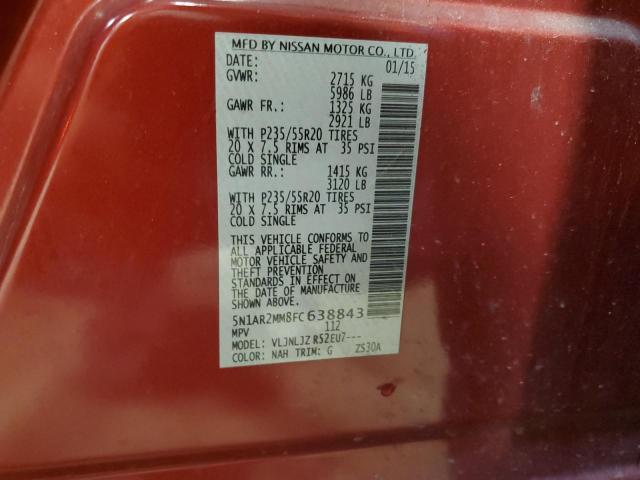 MFD BY NISSAN MOTOR CO., LTD.
DATE: 01/15
GVWR: 2715 KG
5986 LB
GAWR FR.: 1325 KG
2921 LB
WITH P235/55R20 TIRES
20 X 7.5 RIMS AT 35 PSI
COLD SINGLE
GAWR RR.: 1415 KG
3120 LB
WITH P235/55R20 TIRES
20 X 7.5 RIMS AT 35 PSI
COLD SINGLE
THIS VEHICLE CONFORMS TO
ALL APPLICABLE FEDERAL
MOTOR VEHICLE SAFETY AND
THEFT PREVENTION
STANDARDS IN EFFECT ON
THE DATE OF MANUFACTURE
SHOWN ABOVE.
5N1AR2MM8FC638843
MPV 112
MODEL: VLJNLJZ R52EU7---
COLOR: NAH TRIM: G ZS30A